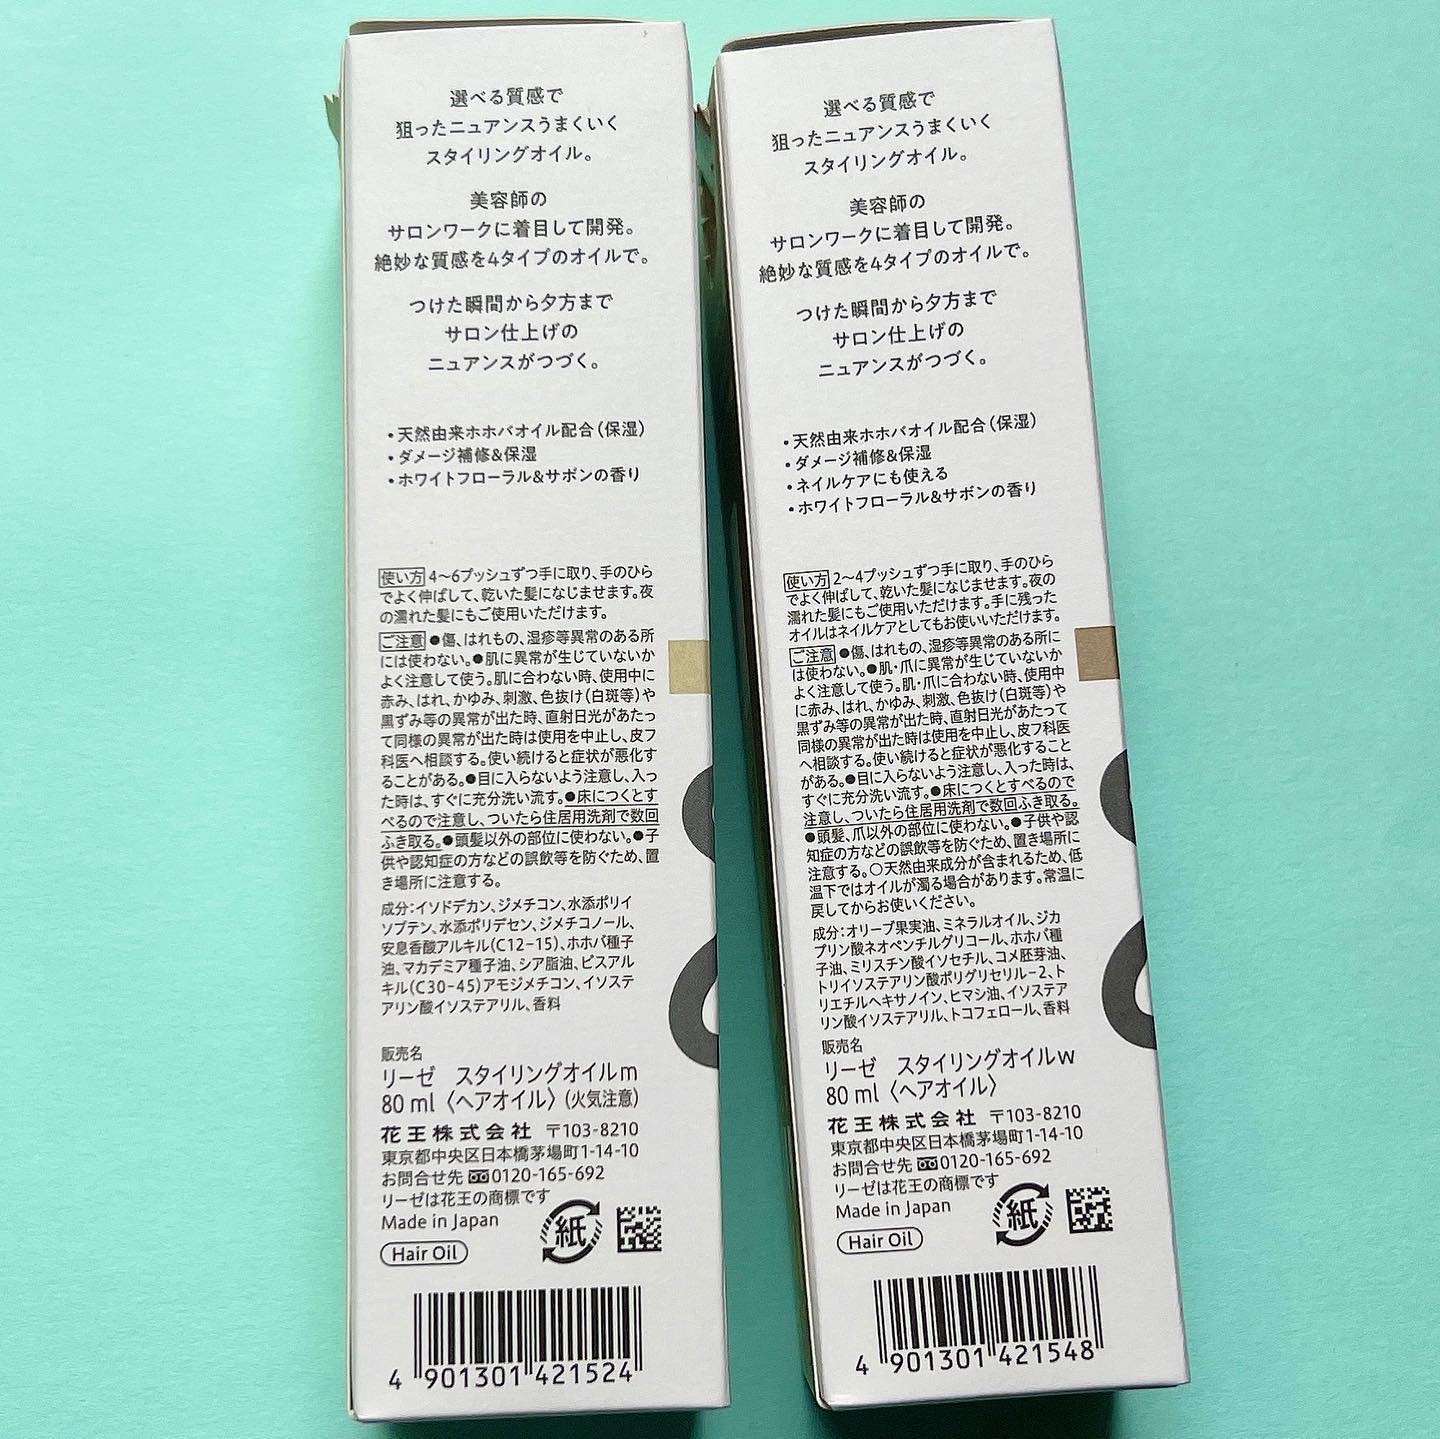 選べる質感で
狙ったニュアンスうまくいく
スタイリングオイル。
美容師の
サロンワークに着目して開発。
絶妙な質感を4タイプのオイルで。
つけた瞬間から夕方まで
サロン仕上げの
ニュアンスがつづく。
•天然由来ホホバオイル配合(保湿)
•ダメージ補修&保湿
•ホワイトフローラル&サボンの香り
使い方 4〜6プッシュずつ手に取り、手のひら
でよく伸ばして、乾いた髪になじませます。夜
の濡れた髪にもご使用いただけます。
ご注意 ●傷、はれもの、湿疹等異常のある所
には使わない。●肌に異常が生じていないか
よく注意して使う。肌に合わない時、使用中に
赤み、はれ、かゆみ、刺激、色抜け(白斑等)や
黒ずみ等の異常が出た時、直射日光があたっ
て同様の異常が出た時は使用を中止し、皮フ
科医へ相談する。使い続けると症状が悪化す
ることがある。●目に入らないよう注意し、入っ
た時は、すぐに充分洗い流す。●床につくとす
べるので注意し、ついたら住居用洗剤で数回
ふき取る。●頭髪以外の部位に使わない。●子
供や認知症の方などの誤飲等を防ぐため、置
き場所に注意する。
成分:イソドデカン、ジメチコン、水添ポリイ
ソブテン、水添ポリデセン、ジメチコノール、
安息香酸アルキル(C12-15)、ホホバ種子
油、マカデミア種子油、シア脂油、ビスアル
キル(C30-45)アモジメチコン、イソステ
アリン酸イソステアリル、香料
販売名
リーゼ スタイリングオイルm
80 ml 〈ヘアオイル〉(火気注意)
花王株式会社 〒103-8210
東京都中央区日本橋茅場町1-14-10
お問合せ先 0120-165-692
リーゼは花王の商標です
Made in Japan
紙
Hair Oil
4 901301 421524
選べる質感で
狙ったニュアンスうまくいく
スタイリングオイル。
美容師の
サロンワークに着目して開発。
絶妙な質感を4タイプのオイルで。
つけた瞬間から夕方まで
サロン仕上げの
ニュアンスがつづく。
•天然由来ホホバオイル配合(保湿)
•ダメージ補修&保湿
•ネイルケアにも使える
•ホワイトフローラル&サボンの香り
使い方 2〜4プッシュずつ手に取り、手のひら
でよく伸ばして、乾いた髪になじませます。夜の
濡れた髪にもご使用いただけます。手に残った
オイルはネイルケアとしてもお使いいただけます。
ご注意 ●傷、はれもの、湿疹等異常のある所に
は使わない。●肌・爪に異常が生じていないか
よく注意して使う。肌・爪に合わない時、使用中
に赤み、はれ、かゆみ、刺激、色抜け(白斑等)や
黒ずみ等の異常が出た時、直射日光があたって
同様の異常が出た時は使用を中止し、皮フ科医
へ相談する。使い続けると症状が悪化すること
がある。●目に入らないよう注意し、入った時は、
すぐに充分洗い流す。●床につくとすべるので
注意し、ついたら住居用洗剤で数回ふき取る。
●頭髪、爪以外の部位に使わない。●子供や認
知症の方などの誤飲等を防ぐため、置き場所に
注意する。○天然由来成分が含まれるため、低
温下ではオイルが濁る場合があります。常温に
戻してからお使いください。
成分:オリーブ果実油、ミネラルオイル、ジカ
プリン酸ネオペンチルグリコール、ホホバ種
子油、ミリスチン酸イソセチル、コメ胚芽油、
トリイソステアリン酸ポリグリセリル-2、ト
リエチルヘキサノイン、ヒマシ油、イソステア
リン酸イソステアリル、トコフェロール、香料
販売名
リーゼ スタイリングオイルw
80 ml 〈ヘアオイル〉
花王株式会社 〒103-8210
東京都中央区日本橋茅場町1-14-10
お問合せ先 0120-165-692
リーゼは花王の商標です
Made in Japan
紙
Hair Oil
4 901301 421548